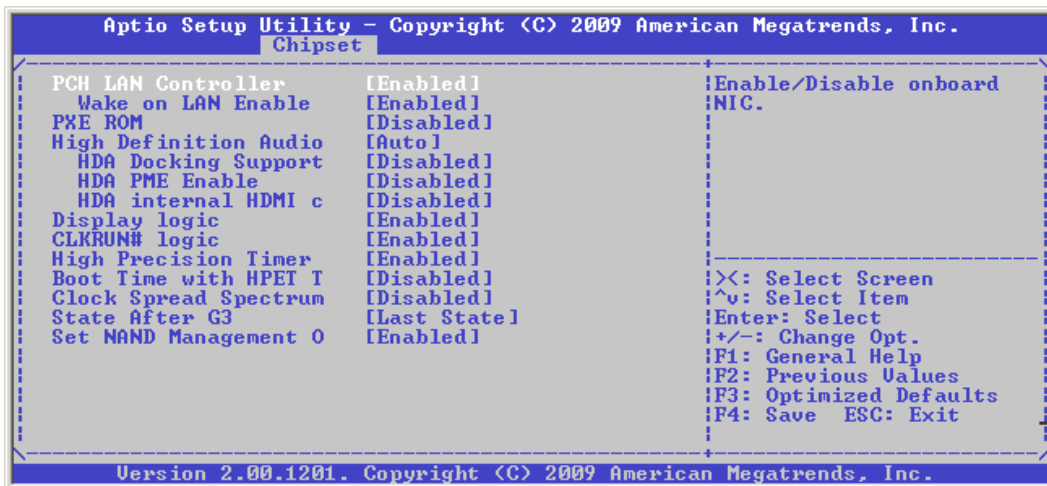 Aptio Setup Utility – Copyright (C) 2009 American Megatrends, Inc.
Chipset
PCH LAN Controller [Enabled]
Wake on LAN Enable [Enabled]
PXE ROM [Disabled]
High Definition Audio [Auto]
HDA Docking Support [Disabled]
HDA PME Enable [Disabled]
HDA internal HDMI c [Disabled]
Display logic [Enabled]
CLKRUN# logic [Enabled]
High Precision Timer [Enabled]
Boot Time with HPET T [Disabled]
Clock Spread Spectrum [Disabled]
State After G3 [Last State]
Set NAND Management O [Enabled]
Enable/Disable onboard
NIC.
><: Select Screen
^v: Select Item
Enter: Select
+/-: Change Opt.
F1: General Help
F2: Previous Values
F3: Optimized Defaults
F4: Save ESC: Exit
Version 2.00.1201. Copyright (C) 2009 American Megatrends, Inc.